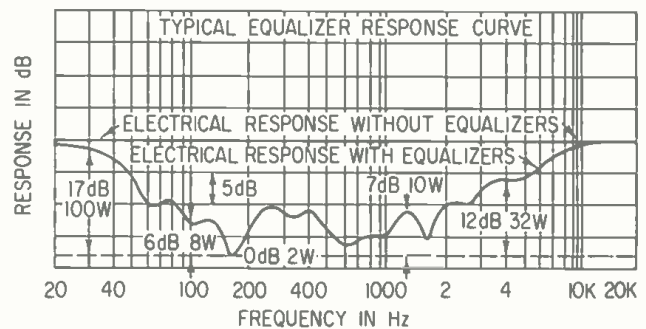 TYPICAL EQUALIZER RESPONSE CURVE
RESPONSE IN dB
ELECTRICAL RESPONSE WITHOUT EQUALIZERS
ELECTRICAL RESPONSE WITH EQUALIZERS
17dB
100W
5dB
7dB 10W
12dB 32W
6dB 8W
0dB 2W
20 40 100 200 400 1000 2 4 10K 20K
FREQUENCY IN Hz